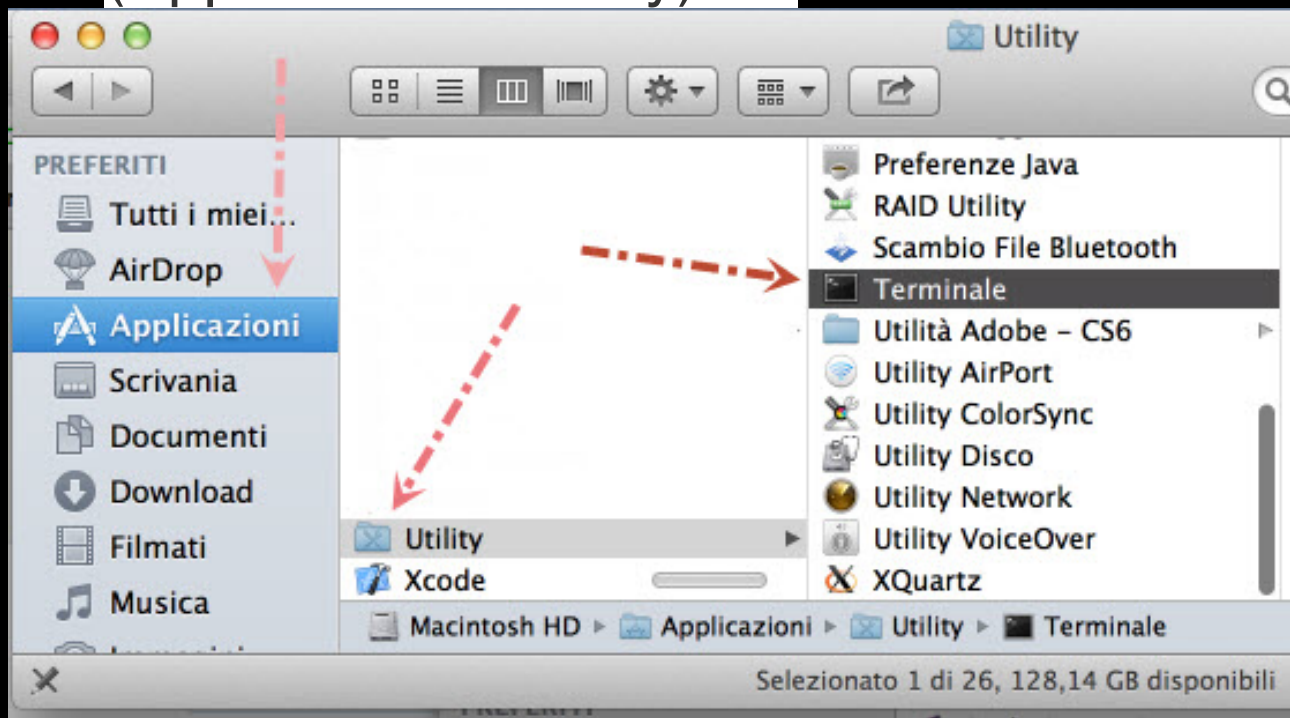 Utility
PREFERITI
Tutti i miei...
AirDrop
Applicazioni
Scrivania
Documenti
Download
Filmati
Musica
Utility
Xcode
Preferenze Java
RAID Utility
Scambio File Bluetooth
Terminale
Utilità Adobe – CS6
Utility AirPort
Utility ColorSync
Utility Disco
Utility Network
Utility VoiceOver
XQuartz
Macintosh HD ▸ Applicazioni ▸ Utility ▸ Terminale
Selezionato 1 di 26, 128,14 GB disponibili